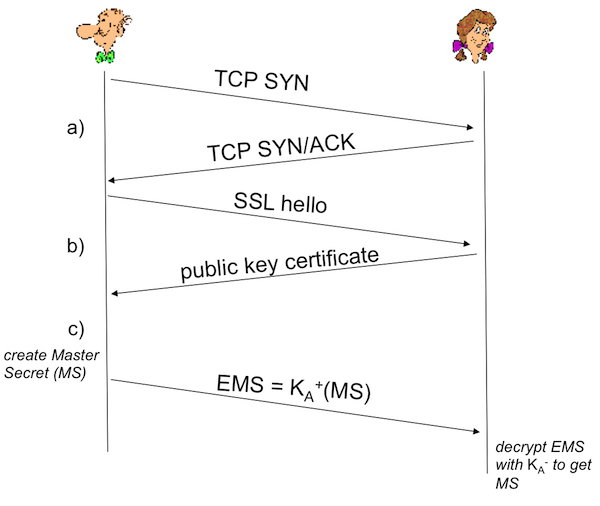 TCP SYN
a)
TCP SYN/ACK
SSL hello
b)
public key certificate
c)
create Master
Secret (MS)
EMS = K_A⁺(MS)
decrypt EMS
with K_A⁻ to get
MS